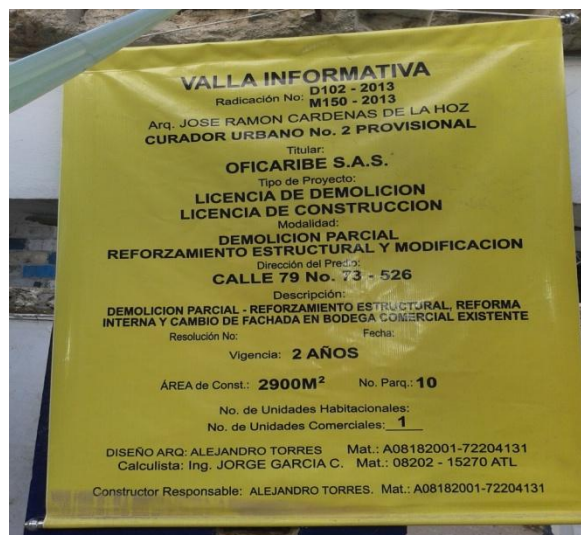 VALLA INFORMATIVA
Radicación No: D102 - 2013
M150 - 2013
Arq. JOSE RAMON CARDENAS DE LA HOZ
CURADOR URBANO No. 2 PROVISIONAL
Titular:
OFICARIBE S.A.S.
Tipo de Proyecto:
LICENCIA DE DEMOLICION
LICENCIA DE CONSTRUCCION
Modalidad:
DEMOLICION PARCIAL
REFORZAMIENTO ESTRUCTURAL Y MODIFICACION
Dirección del Predio:
CALLE 79 No. 73 - 526
Descripción:
DEMOLICION PARCIAL - REFORZAMIENTO ESTRUCTURAL, REFORMA
INTERNA Y CAMBIO DE FACHADA EN BODEGA COMERCIAL EXISTENTE
Resolución No: Fecha:
Vigencia: 2 AÑOS
ÁREA de Const.: 2900M² No. Parq.: 10
No. de Unidades Habitacionales:
No. de Unidades Comerciales: 1
DISEÑO ARQ: ALEJANDRO TORRES Mat.: A08182001-72204131
Calculista: Ing. JORGE GARCIA C. Mat.: 08202 - 15270 ATL
Constructor Responsable: ALEJANDRO TORRES. Mat.: A08182001-72204131